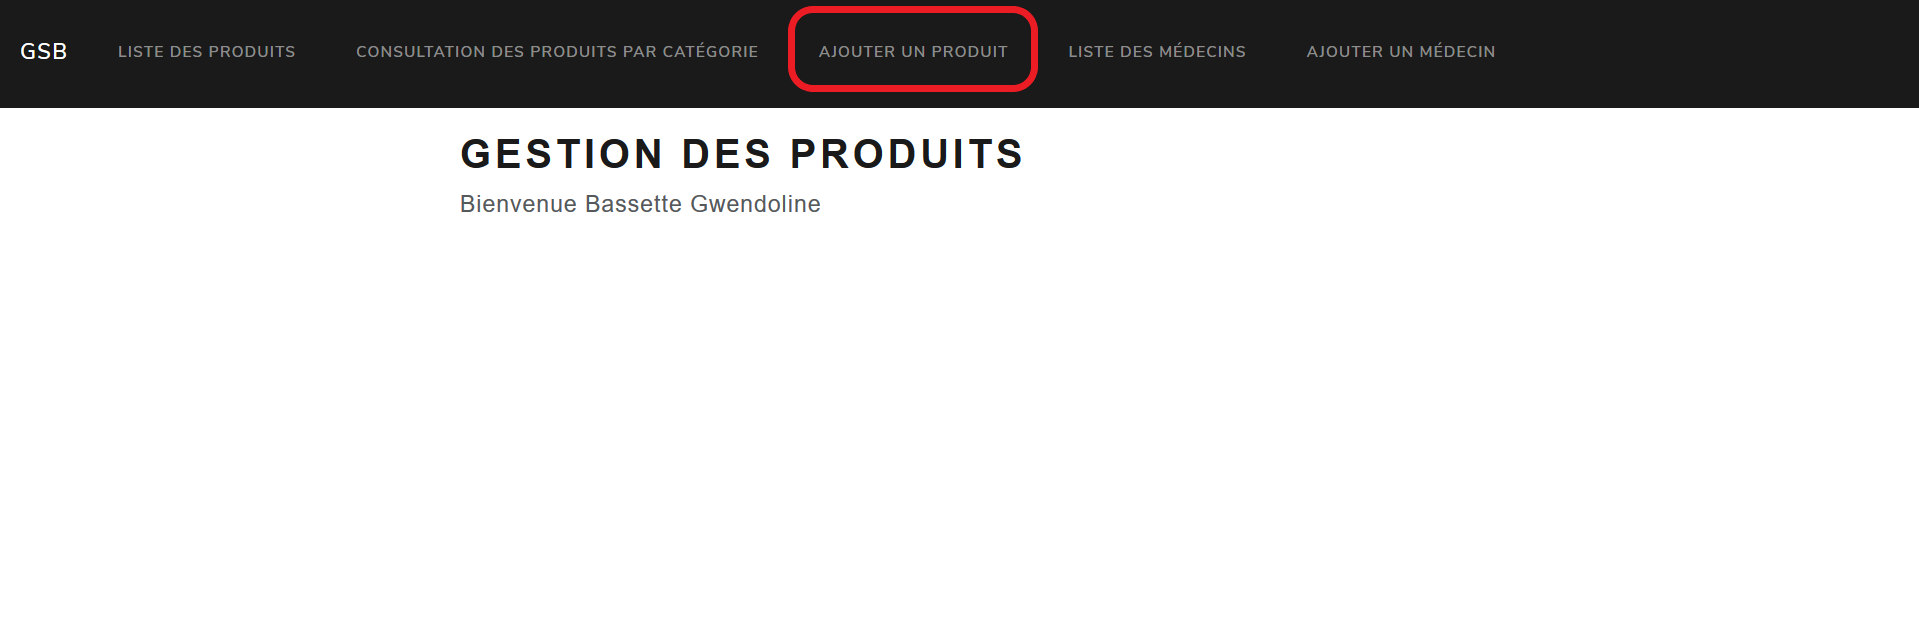 GSB LISTE DES PRODUITS CONSULTATION DES PRODUITS PAR CATÉGORIE AJOUTER UN PRODUIT LISTE DES MÉDECINS AJOUTER UN MÉDECIN
GESTION DES PRODUITS
Bienvenue Bassette Gwendoline